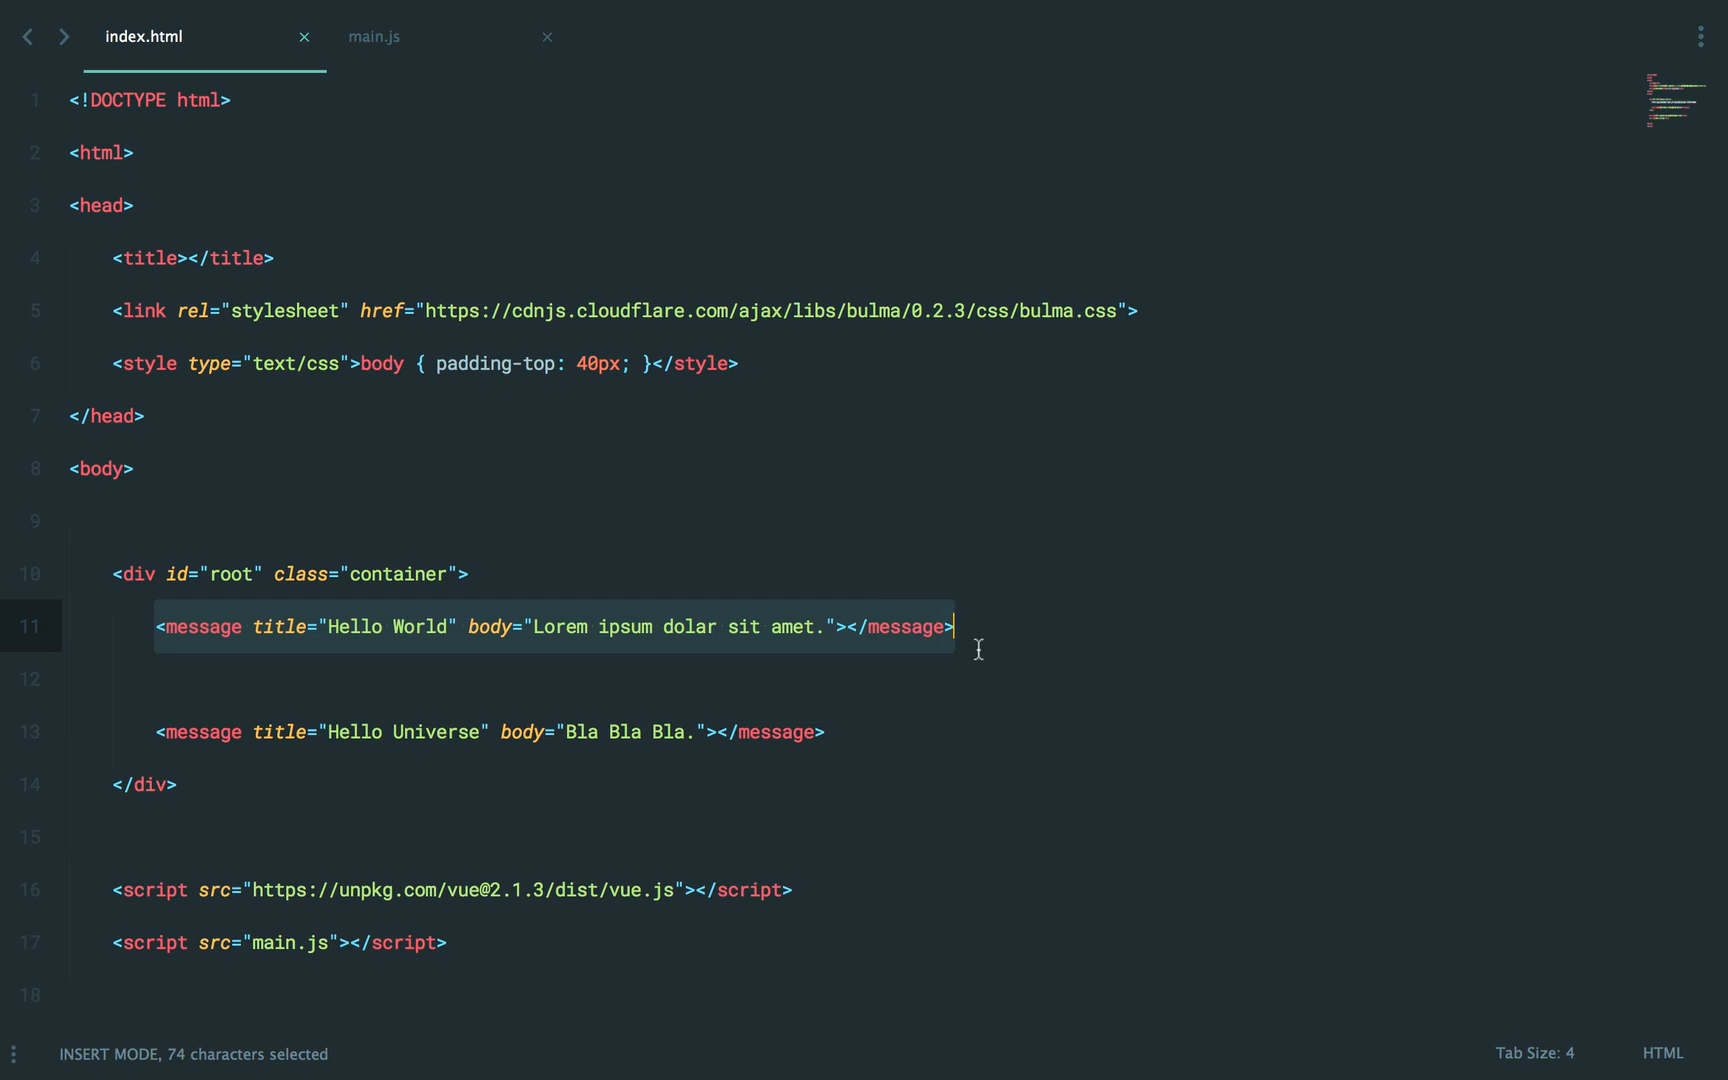 index.html × main.js ×
1 <!DOCTYPE html>
2 <html>
3 <head>
4 <title></title>
5 <link rel="stylesheet" href="https://cdnjs.cloudflare.com/ajax/libs/bulma/0.2.3/css/bulma.css">
6 <style type="text/css">body { padding-top: 40px; }</style>
7 </head>
8 <body>
9
10 <div id="root" class="container">
11 <message title="Hello World" body="Lorem ipsum dolar sit amet."></message>
12
13 <message title="Hello Universe" body="Bla Bla Bla."></message>
14 </div>
15
16 <script src="https://unpkg.com/vue@2.1.3/dist/vue.js"></script>
17 <script src="main.js"></script>
18
INSERT MODE, 74 characters selected Tab Size: 4 HTML